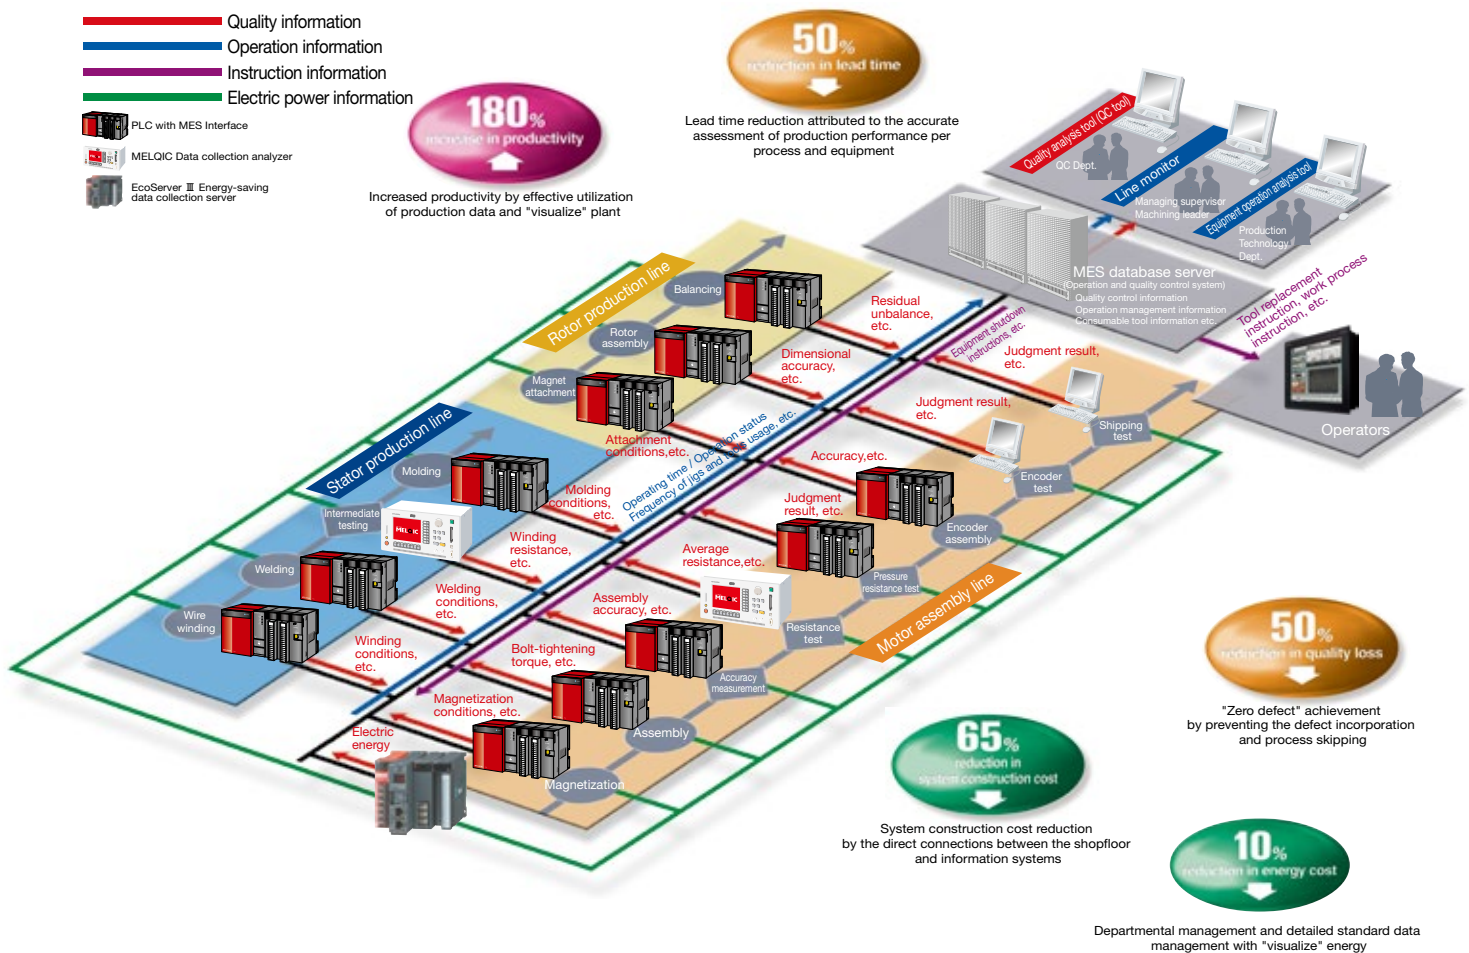 Quality information
Operation information
Instruction information
Electric power information
PLC with MES Interface
MELQIC Data collection analyzer
EcoServer Ⅲ Energy-saving
data collection server
180%
increase in productivity
Increased productivity by effective utilization
of production data and "visualize" plant
50%
reduction in lead time
Lead time reduction attributed to the accurate
assessment of production performance per
process and equipment
Quality analysis tool (QC tool)
QC Dept.
Line monitor
Managing supervisor
Machining leader
Equipment operation analysis tool
Production
Technology
Dept.
MES database server
(Operation and quality control system)
Quality control information
Operation management information
Consumable tool information etc.
Tool replacement
instruction, work process
instruction, etc.
Operators
Rotor production line
Balancing
Rotor
assembly
Magnet
attachment
Residual
unbalance,
etc.
Dimensional
accuracy,
etc.
Attachment
conditions,etc.
Equipment shutdown
instructions, etc.
Judgment result,
etc.
Judgment result,
etc.
Shipping
test
Encoder
test
Stator production line
Molding
Intermediate
testing
MELQIC
Welding
Wire
winding
Molding
conditions,
etc.
Winding
resistance,
etc.
Welding
conditions,
etc.
Winding
conditions,
etc.
Operating time / Operation status
Frequency of jigs and tools usage, etc.
Accuracy,etc.
Judgment
result, etc.
Average
resistance,etc.
Assembly
accuracy, etc.
Bolt-tightening
torque, etc.
Magnetization
conditions, etc.
Electric
energy
Encoder
assembly
Pressure
resistance test
MELQIC
Resistance
test
Accuracy
measurement
Assembly
Magnetization
Motor assembly line
50%
reduction in quality loss
"Zero defect" achievement
by preventing the defect incorporation
and process skipping
65%
reduction in
system construction cost
System construction cost reduction
by the direct connections between the shopfloor
and information systems
10%
reduction in energy cost
Departmental management and detailed standard data
management with "visualize" energy